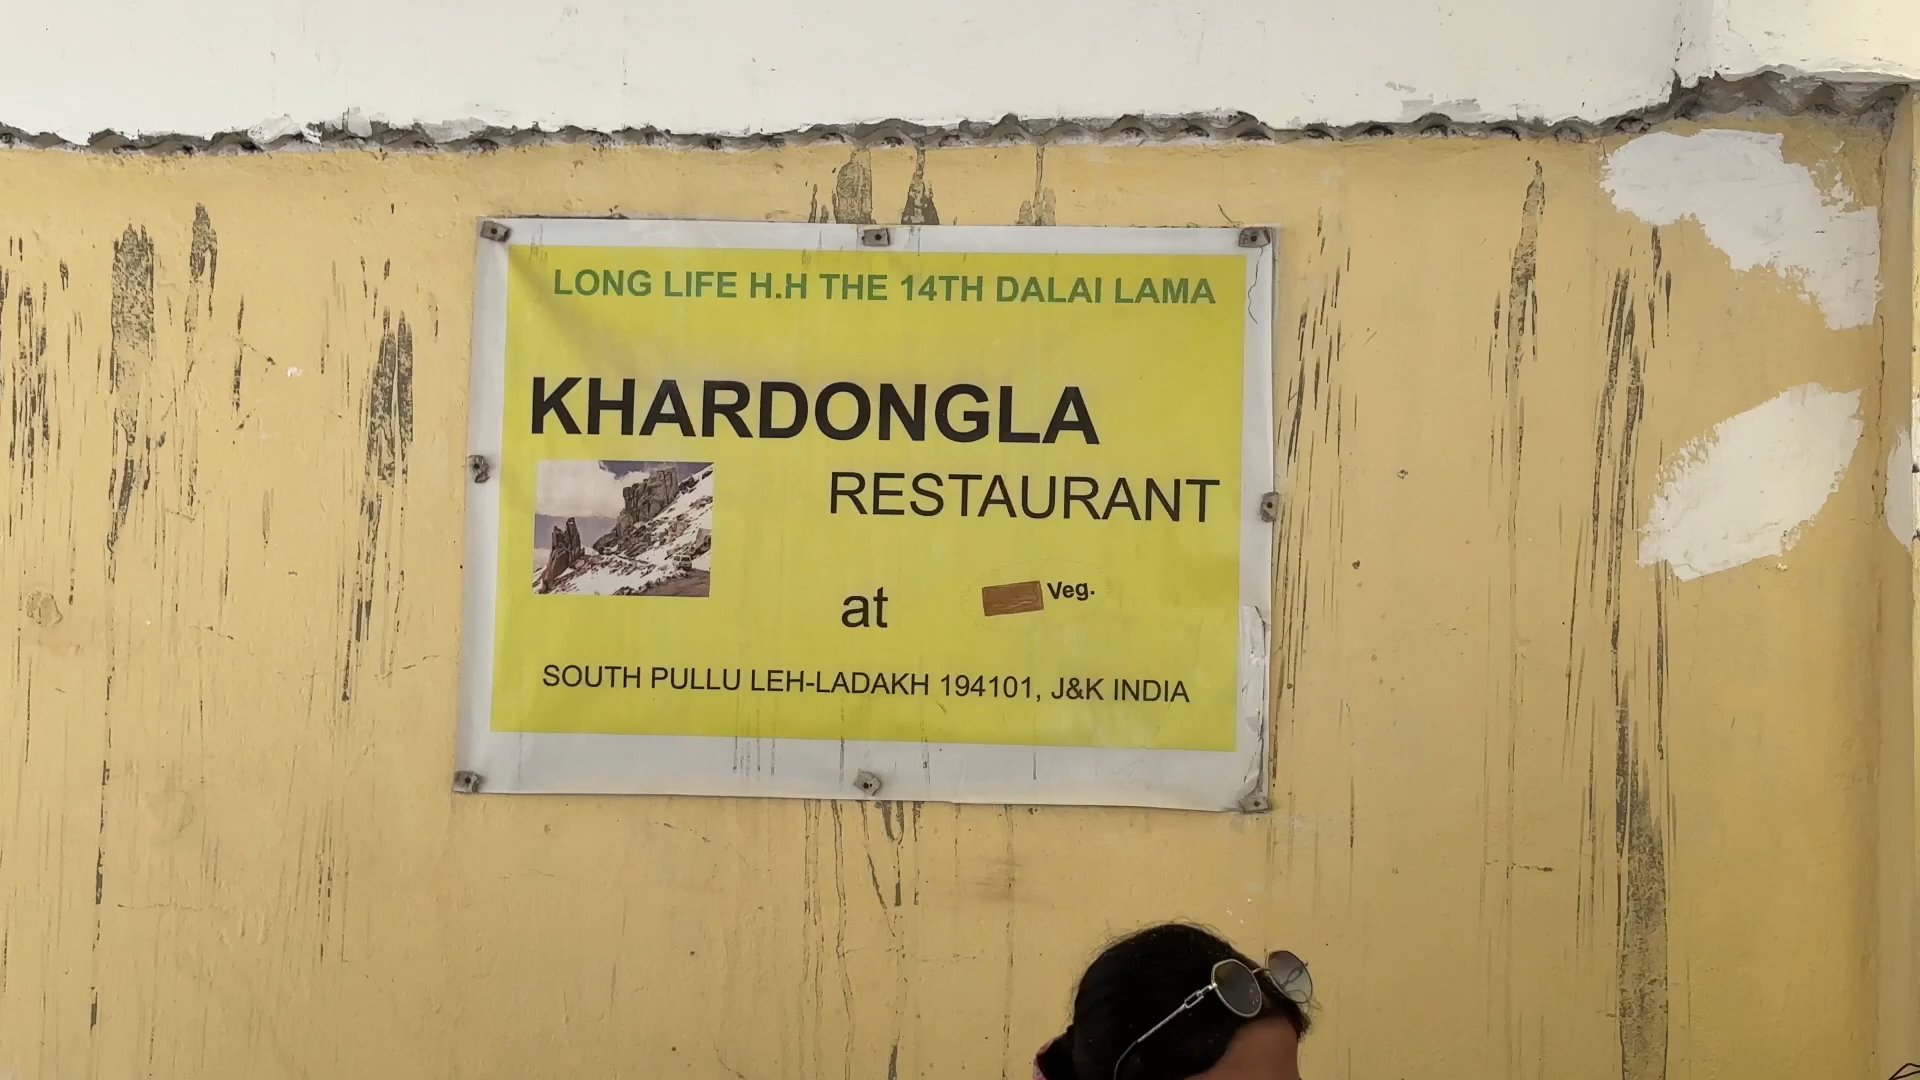 LONG LIFE H.H THE 14TH DALAI LAMA
KHARDONGLA
RESTAURANT
at
Veg.
SOUTH PULLU LEH-LADAKH 194101, J&K INDIA